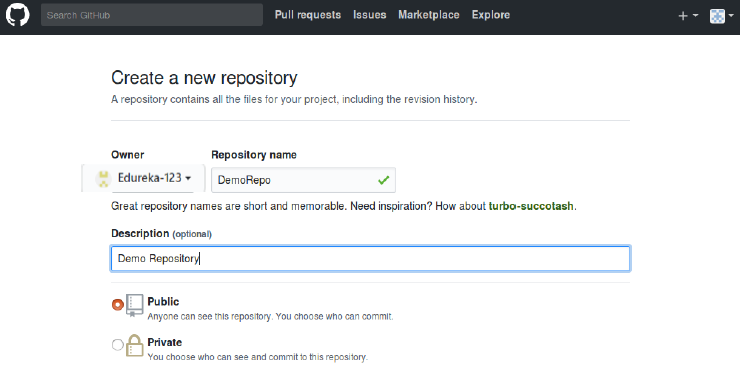 Search GitHub Pull requests Issues Marketplace Explore
Create a new repository
A repository contains all the files for your project, including the revision history.
Owner Repository name
Edureka-123 DemoRepo
Great repository names are short and memorable. Need inspiration? How about turbo-succotash.
Description (optional)
Demo Repository
Public
Anyone can see this repository. You choose who can commit.
Private
You choose who can see and commit to this repository.